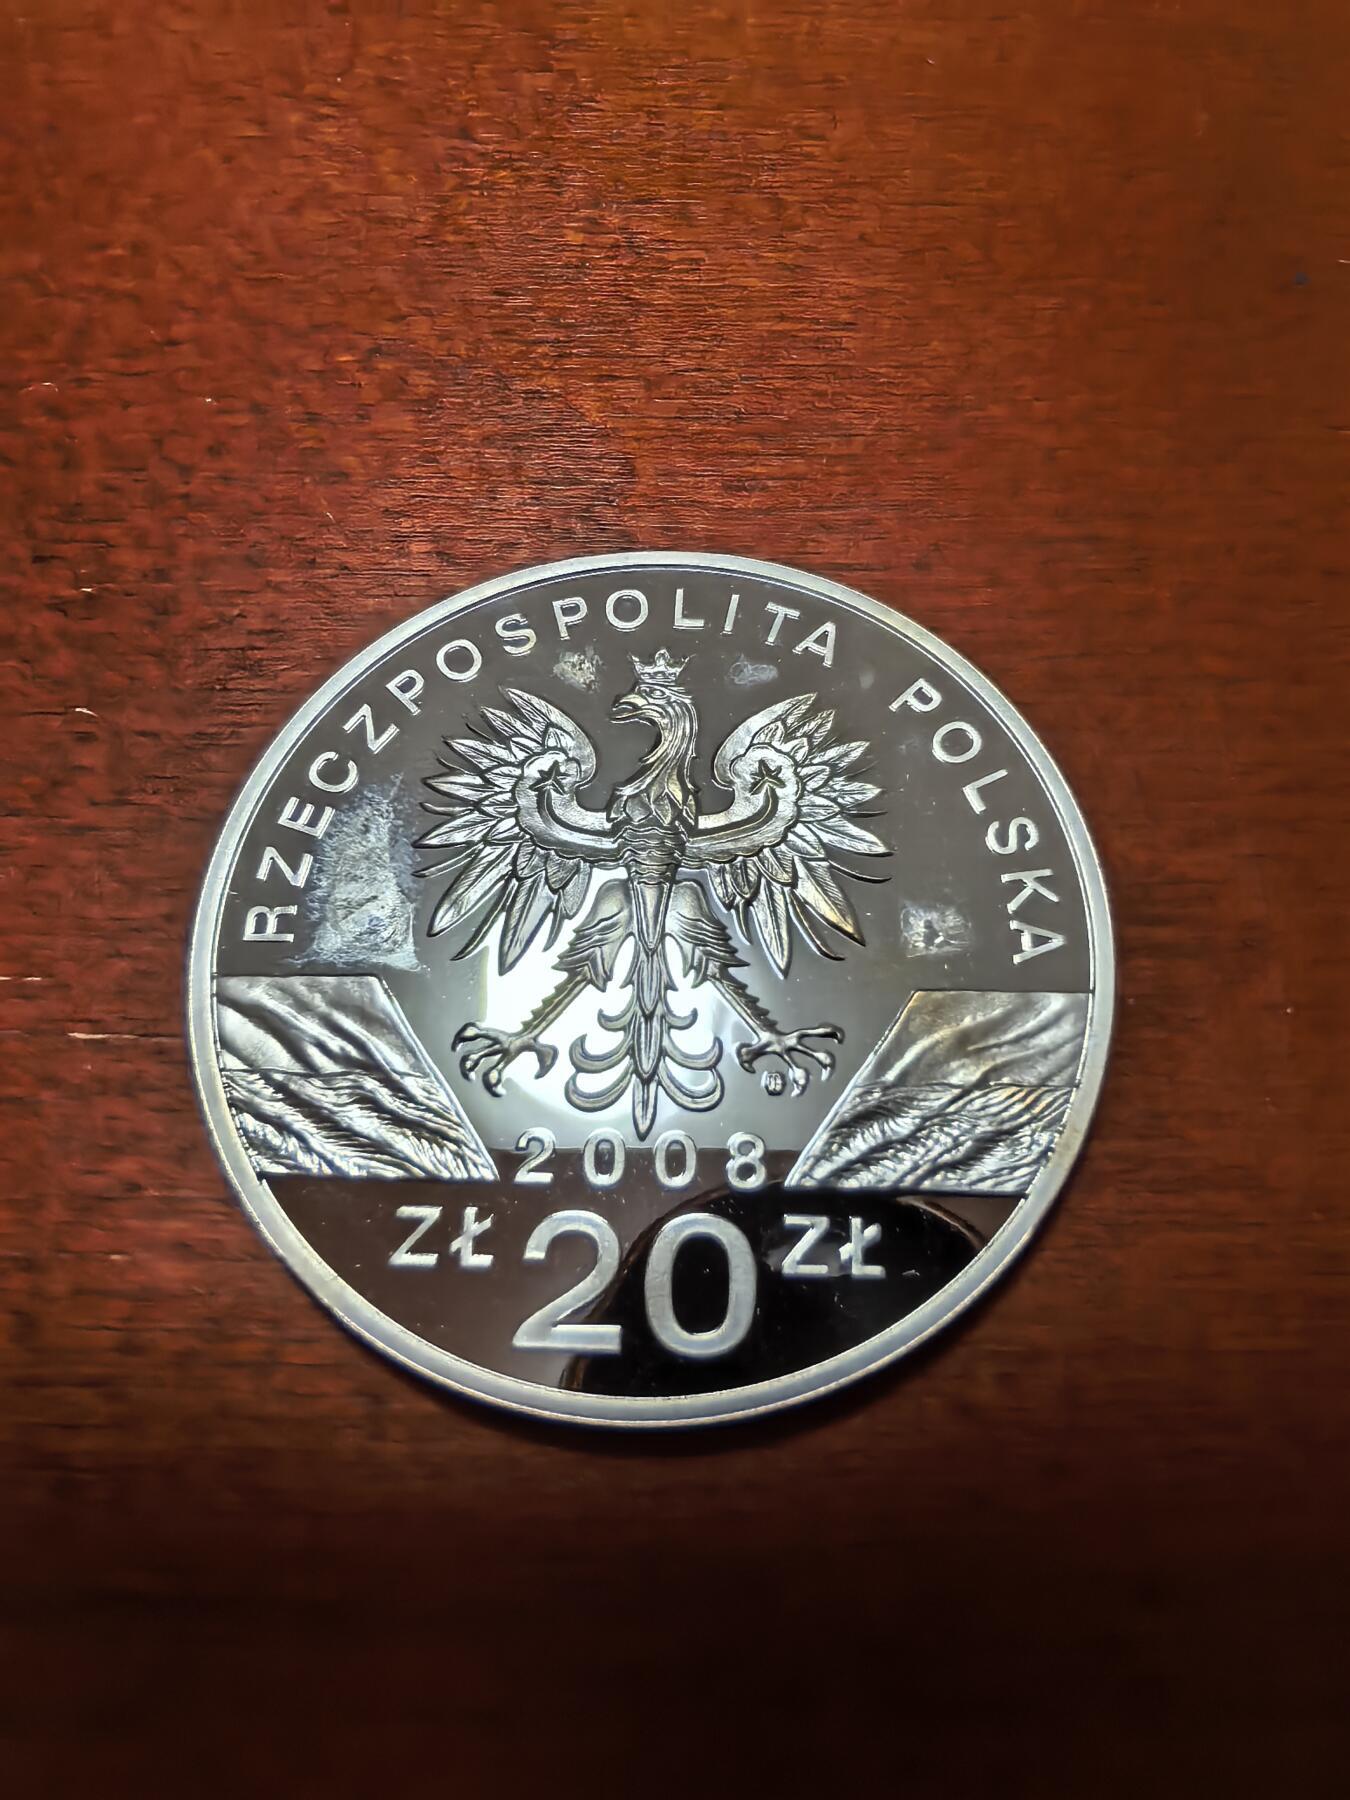 RZECZPOSPOLITA POLSKA
2008
ZŁ 20 ZŁ